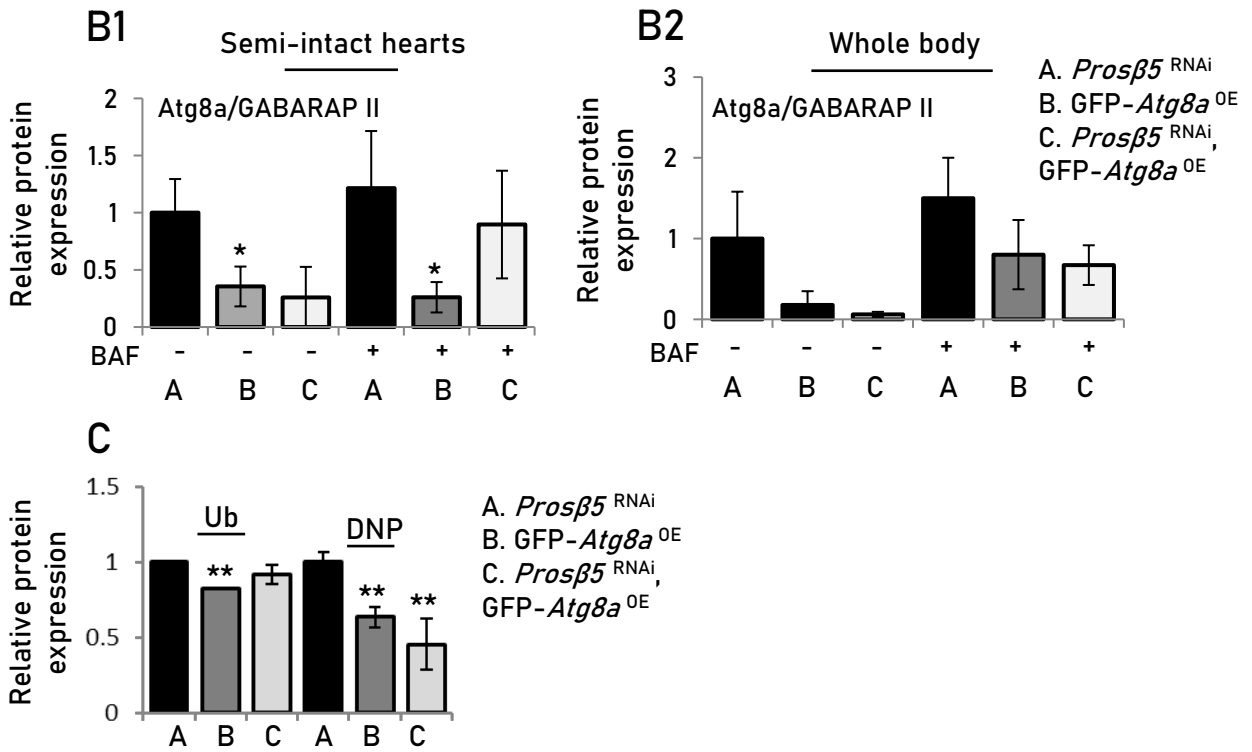 B1
Semi-intact hearts
Atg8a/GABARAP II
Relative protein
expression
1.5
1
0.5
0
BAF - - - + + +
* *
A B C A B C
B2
Whole body
Atg8a/GABARAP II
Relative protein
expression
3
2
1
0
BAF - - - + + +
A B C A B C
A. Prosβ5 RNAi
B. GFP-Atg8a OE
C. Prosβ5 RNAi,
GFP-Atg8a OE
C
Relative protein
expression
1.5
1
0.5
0
Ub DNP
** ** **
A B C A B C
A. Prosβ5 RNAi
B. GFP-Atg8a OE
C. Prosβ5 RNAi,
GFP-Atg8a OE